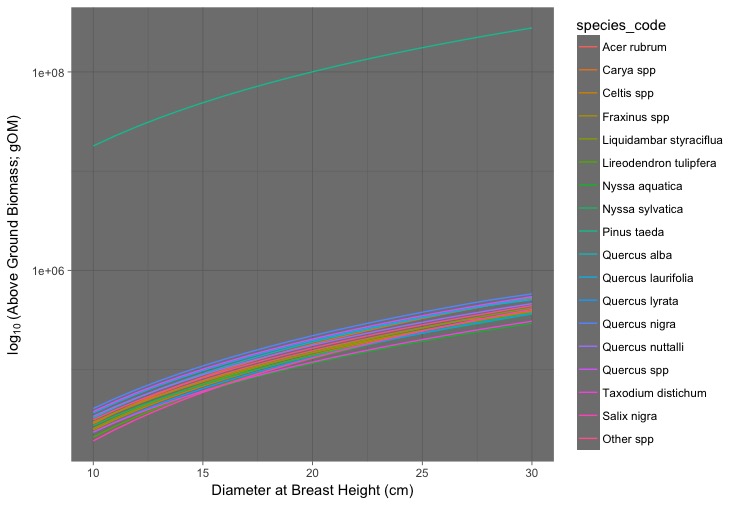 log10 (Above Ground Biomass; gOM)
1e+08
1e+06
10 15 20 25 30
Diameter at Breast Height (cm)
species_code
Acer rubrum
Carya spp
Celtis spp
Fraxinus spp
Liquidambar styraciflua
Lireodendron tulipfera
Nyssa aquatica
Nyssa sylvatica
Pinus taeda
Quercus alba
Quercus laurifolia
Quercus lyrata
Quercus nigra
Quercus nuttalli
Quercus spp
Taxodium distichum
Salix nigra
Other spp